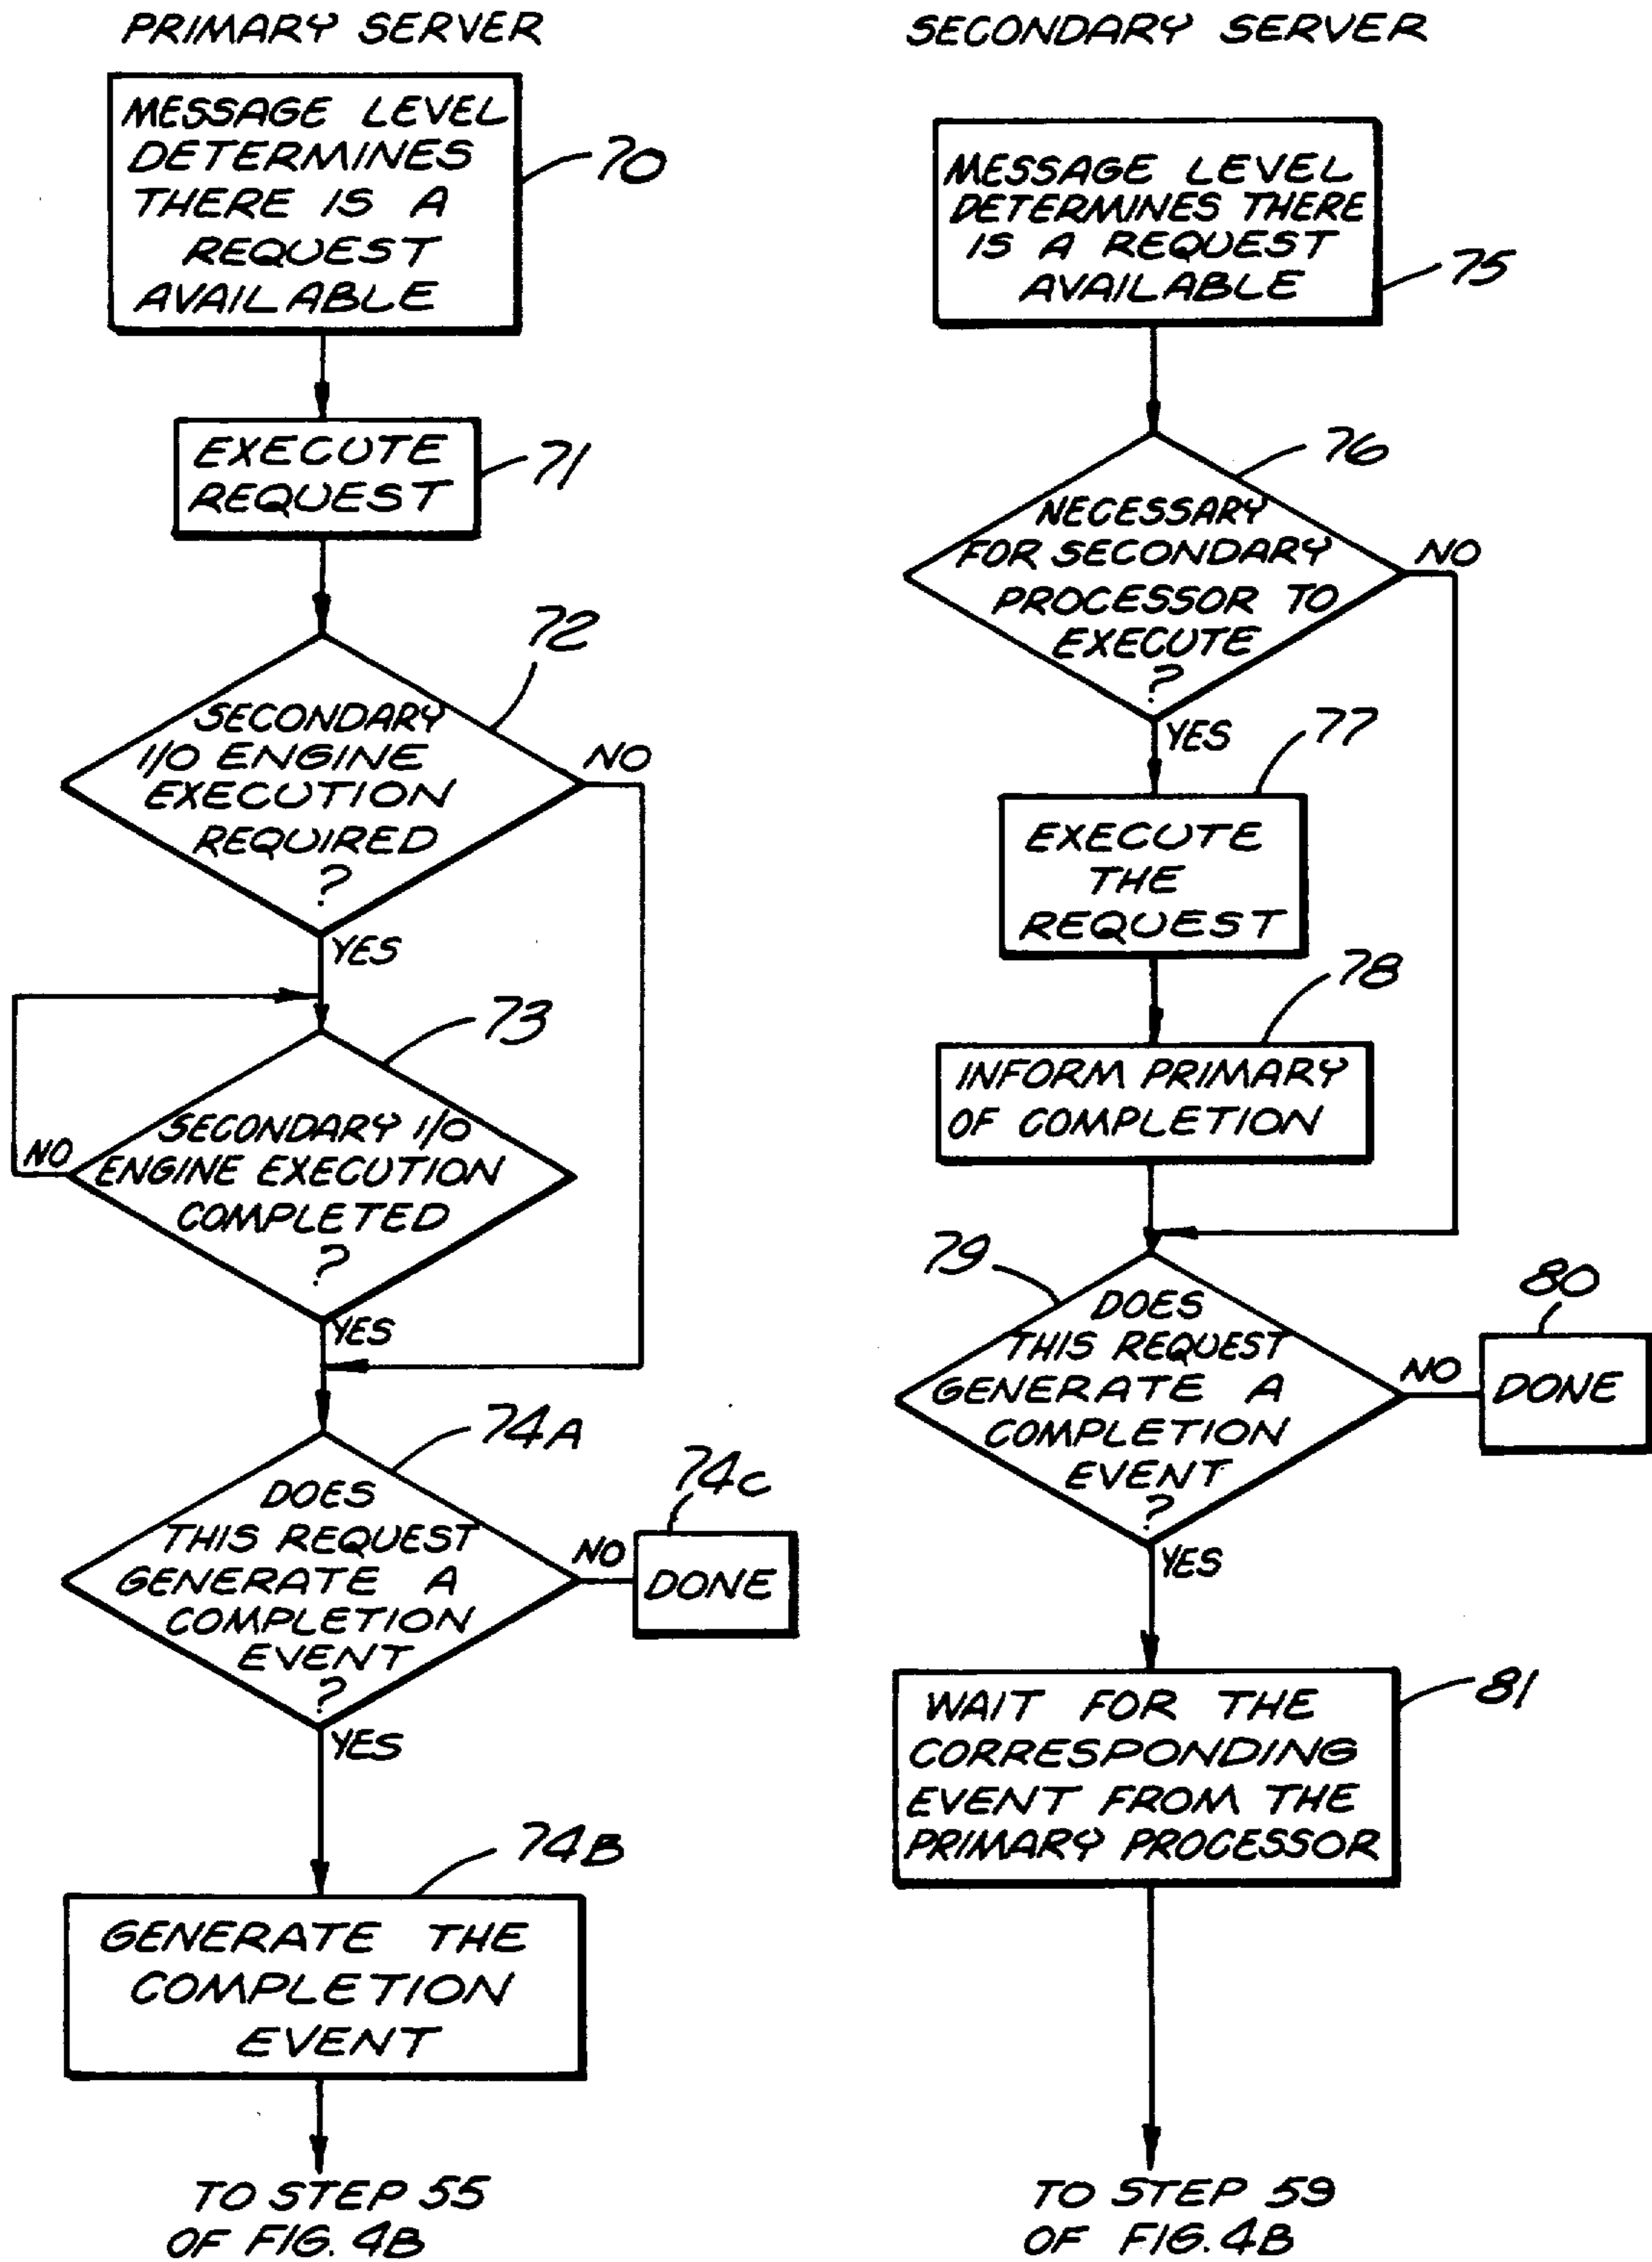 PRIMARY SERVER
MESSAGE LEVEL
DETERMINES
THERE IS A
REQUEST
AVAILABLE
70
EXECUTE
REQUEST
71
72
SECONDARY
I/O ENGINE
EXECUTION
REQUIRED
?
NO
YES
73
SECONDARY I/O
ENGINE EXECUTION
COMPLETED
?
NO
YES
74A
DOES
THIS REQUEST
GENERATE A
COMPLETION
EVENT
?
NO
74C
DONE
YES
74B
GENERATE THE
COMPLETION
EVENT
TO STEP 55
OF FIG. 4B
SECONDARY SERVER
MESSAGE LEVEL
DETERMINES THERE
IS A REQUEST
AVAILABLE
75
76
NECESSARY
FOR SECONDARY
PROCESSOR TO
EXECUTE
?
NO
YES
77
EXECUTE
THE
REQUEST
78
INFORM PRIMARY
OF COMPLETION
79
DOES
THIS REQUEST
GENERATE A
COMPLETION
EVENT
?
NO
80
DONE
YES
81
WAIT FOR THE
CORRESPONDING
EVENT FROM THE
PRIMARY PROCESSOR
TO STEP 59
OF FIG. 4B